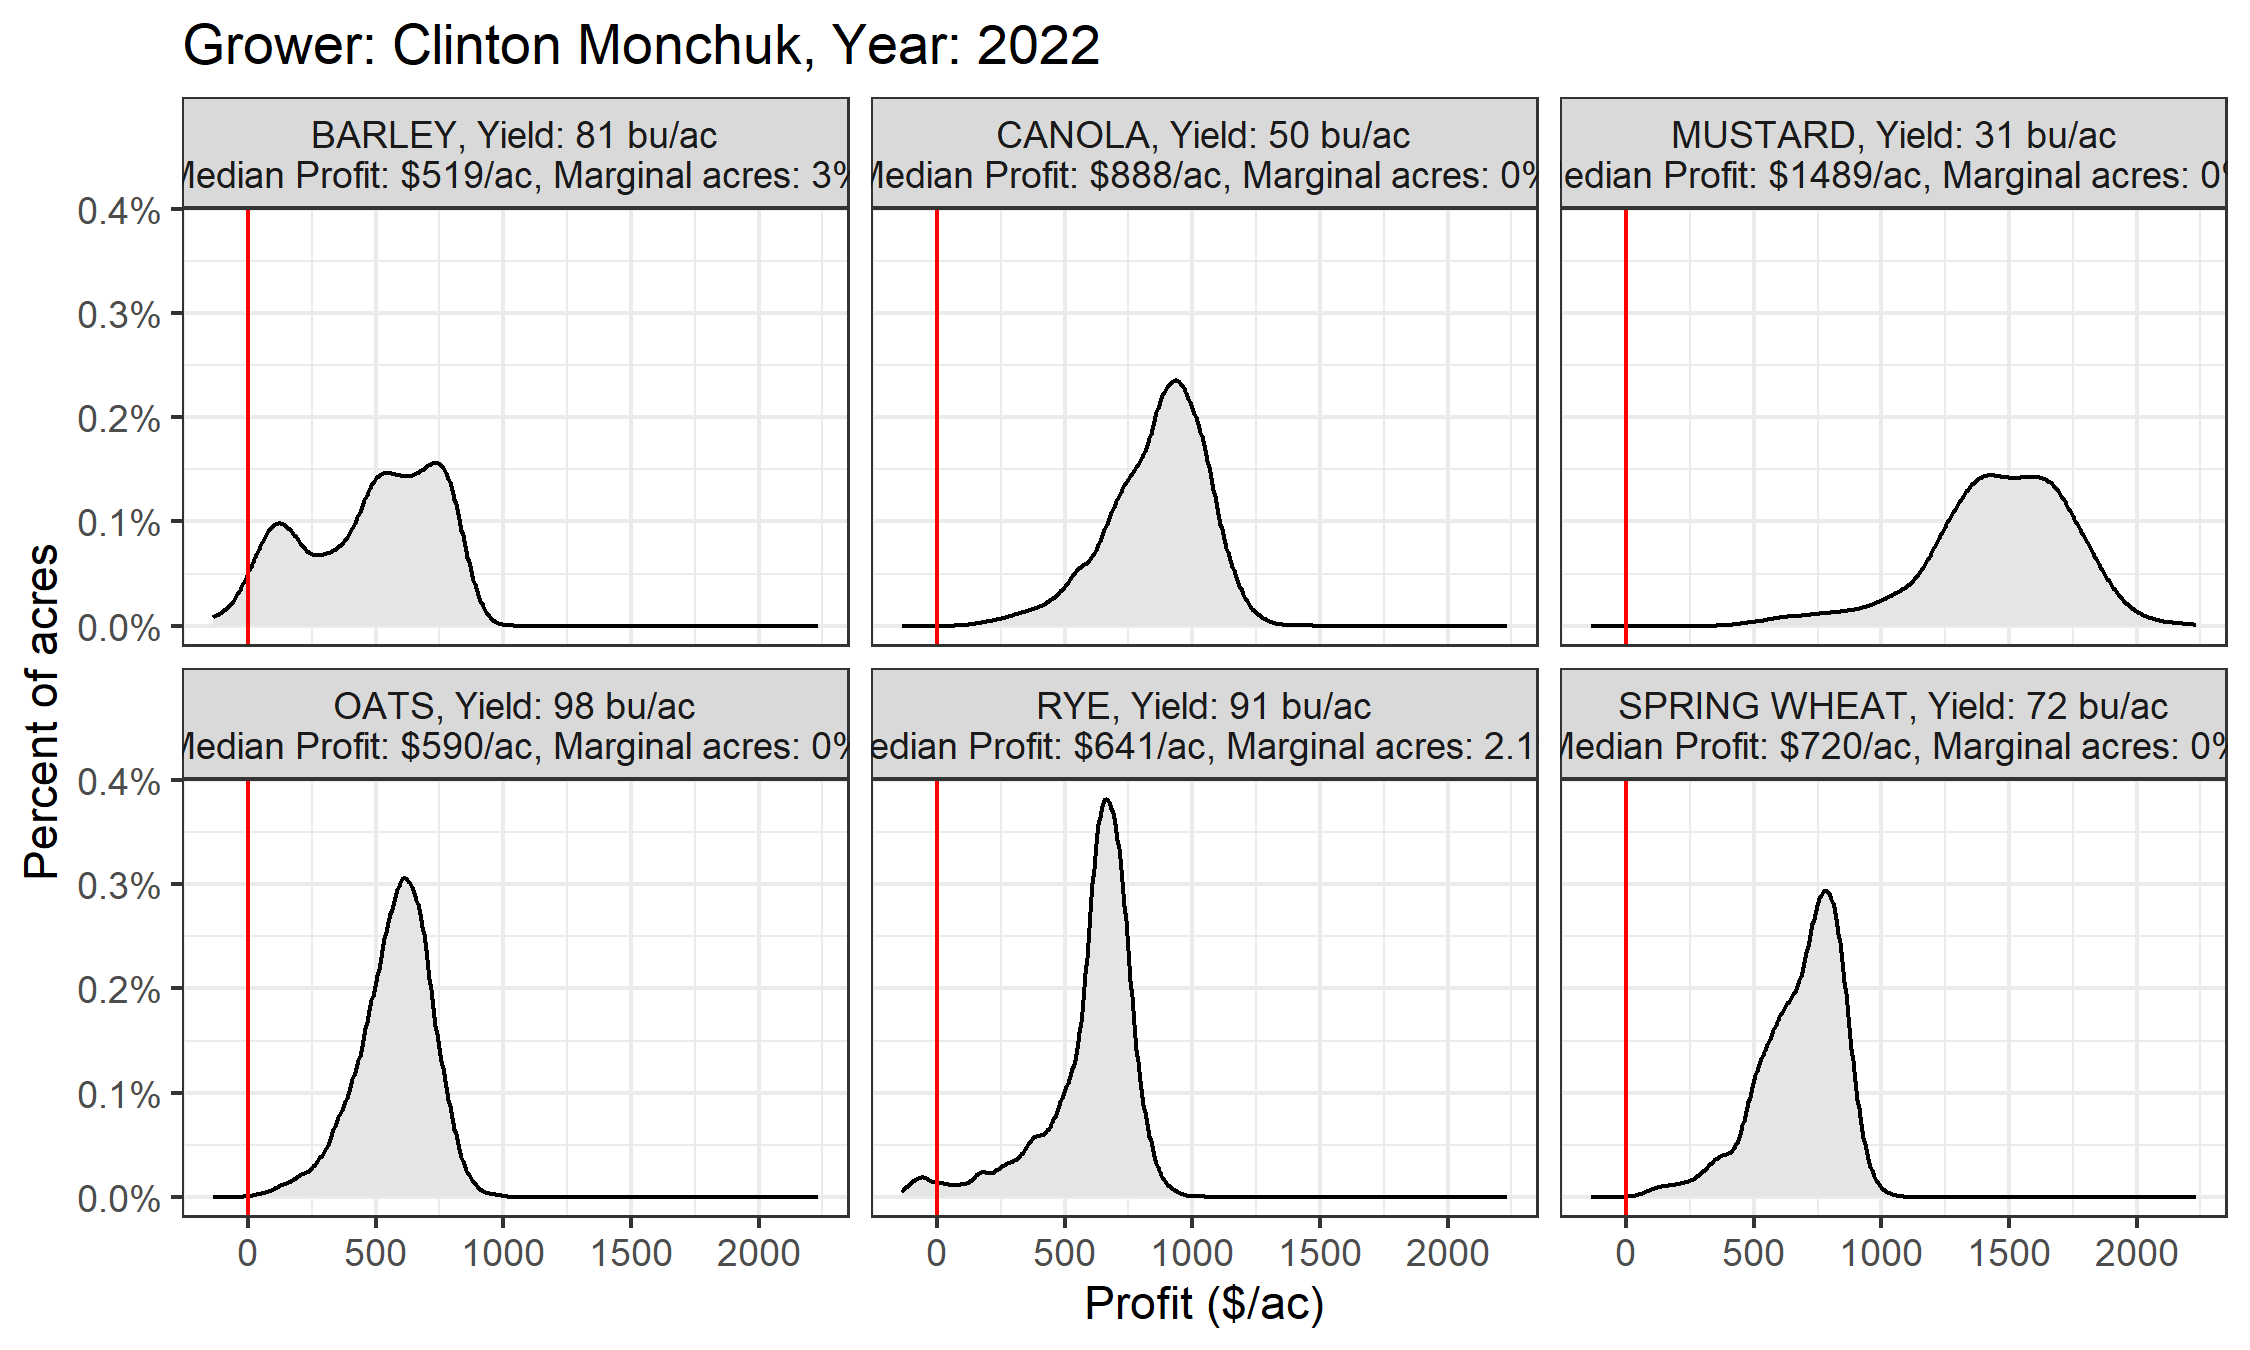 Grower: Clinton Monchuk, Year: 2022
BARLEY, Yield: 81 bu/ac
Median Profit: $519/ac, Marginal acres: 3%
CANOLA, Yield: 50 bu/ac
Median Profit: $888/ac, Marginal acres: 0%
MUSTARD, Yield: 31 bu/ac
edian Profit: $1489/ac, Marginal acres: 0%
0.4%
0.3%
0.2%
0.1%
0.0%
OATS, Yield: 98 bu/ac
Median Profit: $590/ac, Marginal acres: 0%
RYE, Yield: 91 bu/ac
edian Profit: $641/ac, Marginal acres: 2.1
SPRING WHEAT, Yield: 72 bu/ac
Median Profit: $720/ac, Marginal acres: 0%
0.4%
0.3%
0.2%
0.1%
0.0%
Percent of acres
0 500 1000 1500 2000
0 500 1000 1500 2000
0 500 1000 1500 2000
Profit ($/ac)